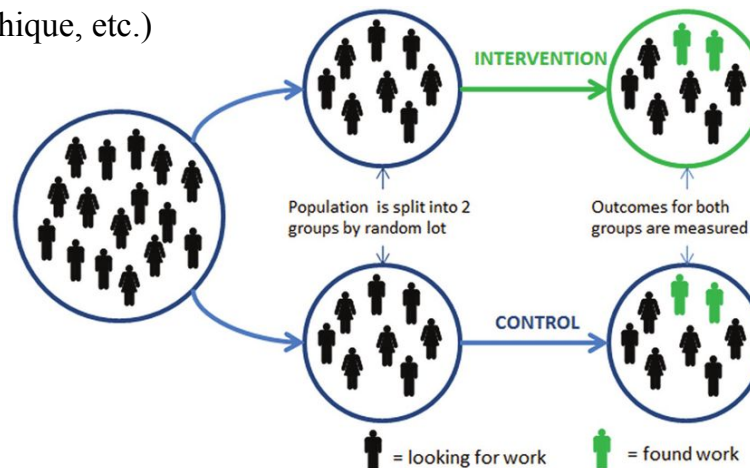 hique, etc.)
INTERVENTION
Population is split into 2
groups by random lot
Outcomes for both
groups are measured
CONTROL
= looking for work
= found work